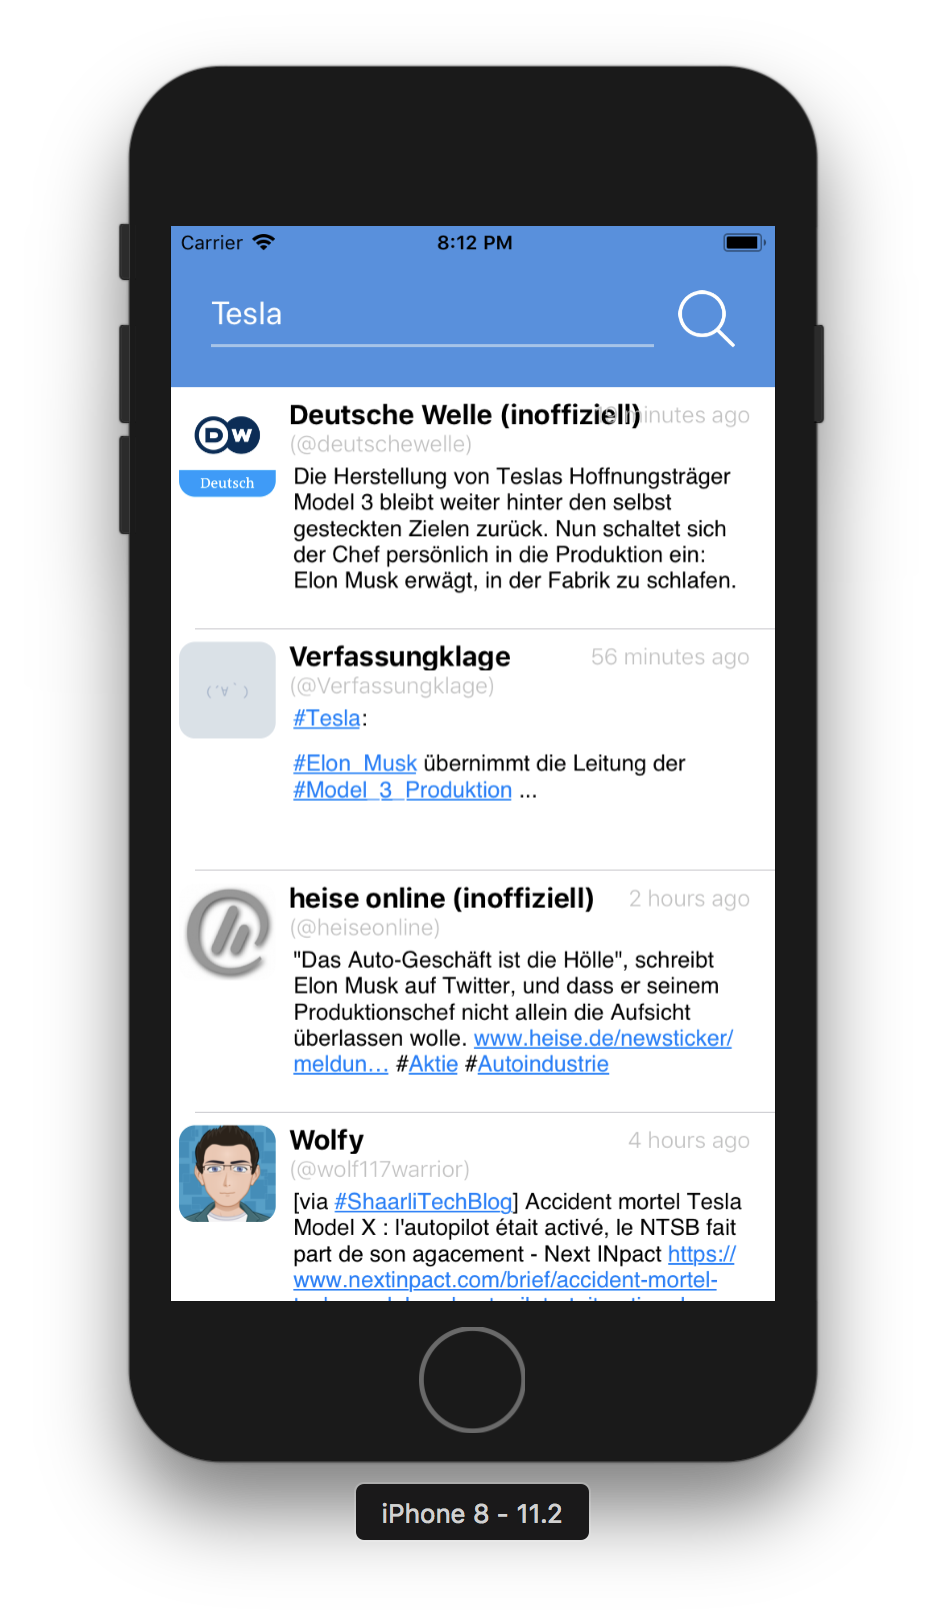 Carrier 8:12 PM
Tesla
Deutsche Welle (inoffiziell) minutes ago
(@deutschewelle)
DW
Deutsch
Die Herstellung von Teslas Hoffnungsträger
Model 3 bleibt weiter hinter den selbst
gesteckten Zielen zurück. Nun schaltet sich
der Chef persönlich in die Produktion ein:
Elon Musk erwägt, in der Fabrik zu schlafen.
Verfassungklage 56 minutes ago
(@Verfassungklage)
#Tesla:
#Elon_Musk übernimmt die Leitung der
#Model_3_Produktion ...
heise online (inoffiziell) 2 hours ago
(@heiseonline)
"Das Auto-Geschäft ist die Hölle", schreibt
Elon Musk auf Twitter, und dass er seinem
Produktionschef nicht allein die Aufsicht
überlassen wolle. www.heise.de/newsticker/
meldun... #Aktie #Autoindustrie
Wolfy 4 hours ago
(@wolf117warrior)
[via #ShaarliTechBlog] Accident mortel Tesla
Model X : l'autopilot était activé, le NTSB fait
part de son agacement - Next INpact https://
www.nextinpact.com/brief/accident-mortel-
iPhone 8 - 11.2